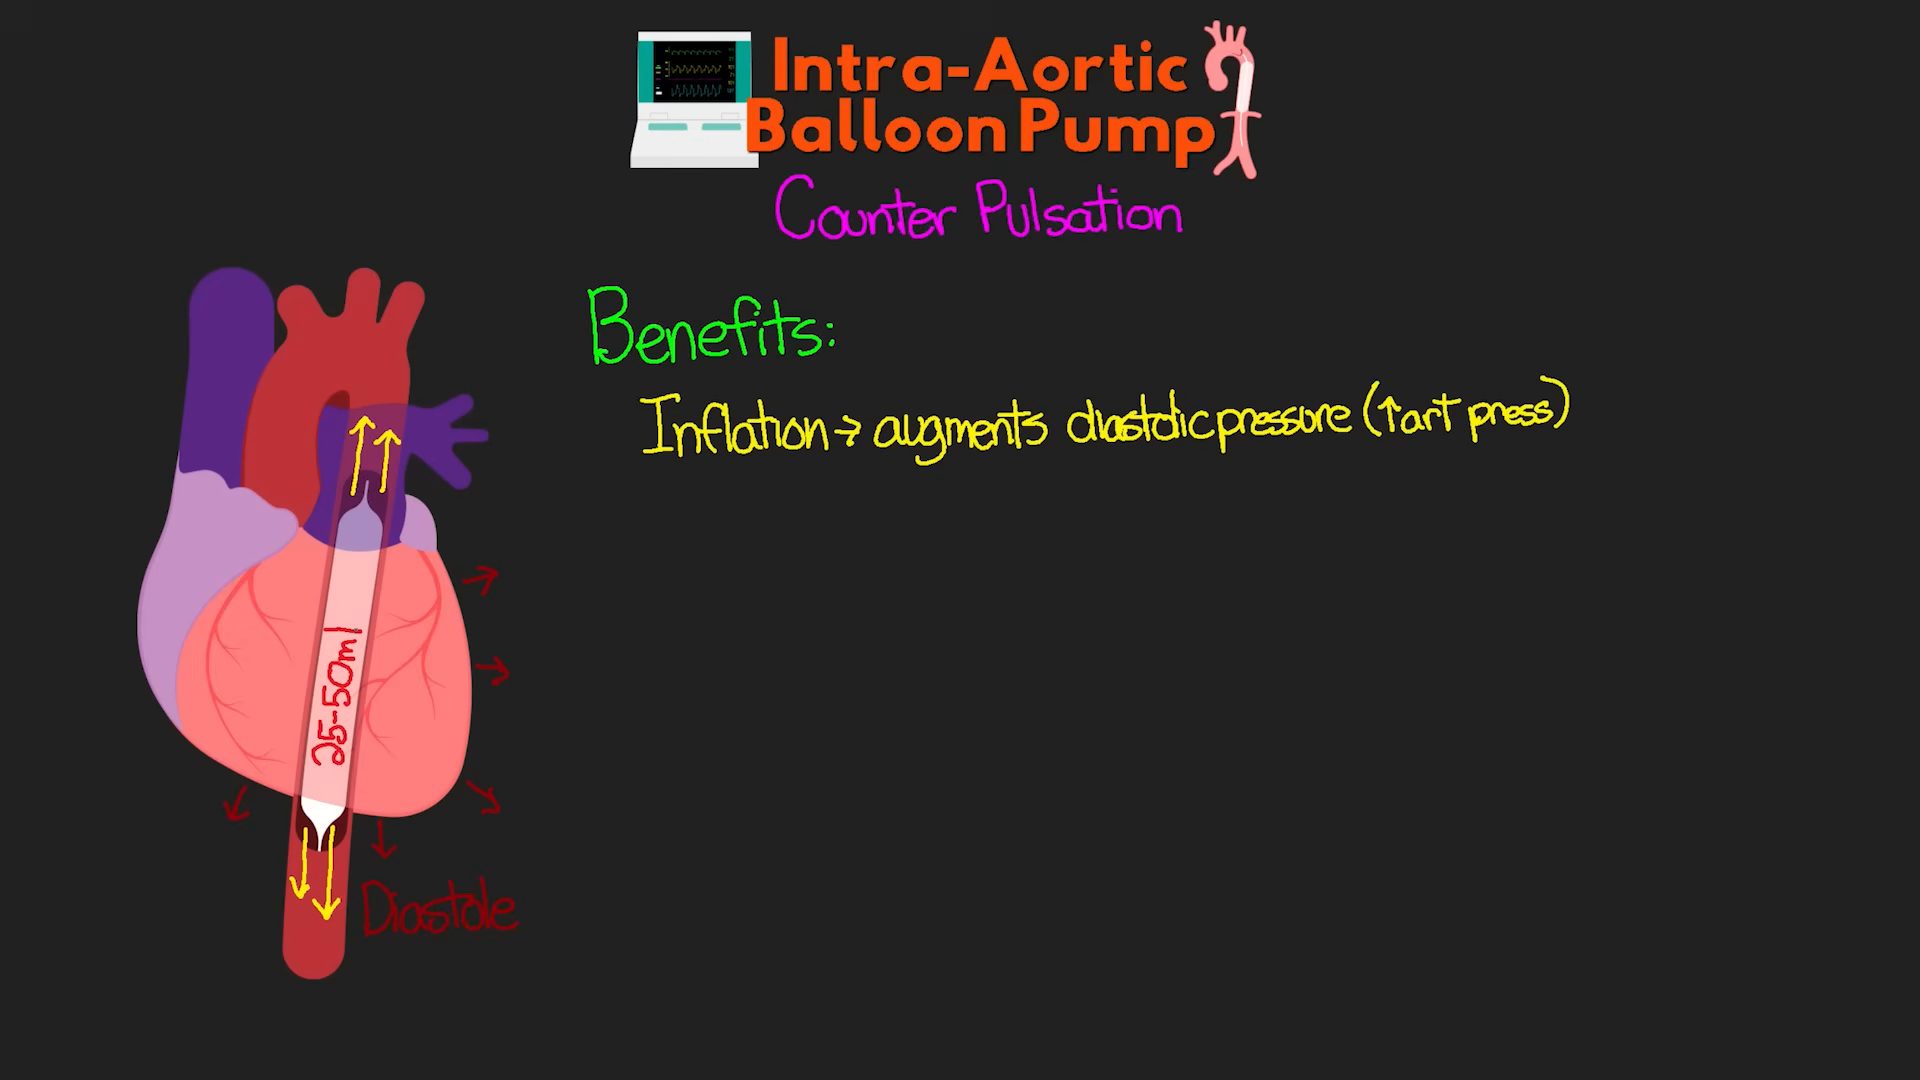 Intra-Aortic
Balloon Pump
Counter Pulsation
Benefits:
Inflation → augments diastolic pressure (↑art press)
25-50ml
Diastole